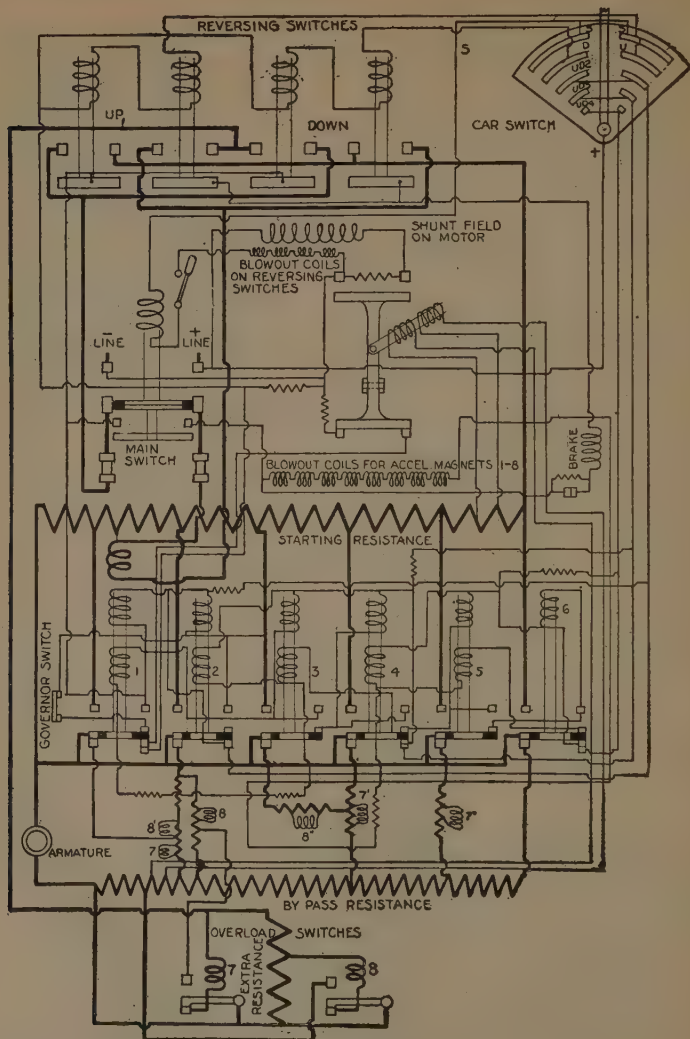 REVERSING SWITCHES
S
D
U
UD2
UD4
UP,
DOWN
CAR SWITCH
+
SHUNT FIELD
ON MOTOR
BLOWOUT COILS
ON REVERSING
SWITCHES
− +
LINE LINE
MAIN
SWITCH
BLOWOUT COILS FOR ACCEL. MAGNETS 1-8
BRAKE
STARTING RESISTANCE
GOVERNOR SWITCH
1
2
3
4
5
6
8'
7
8
8"
7'
7"
ARMATURE
BY PASS RESISTANCE
OVERLOAD SWITCHES
7
EXTRA
RESISTANCE
8